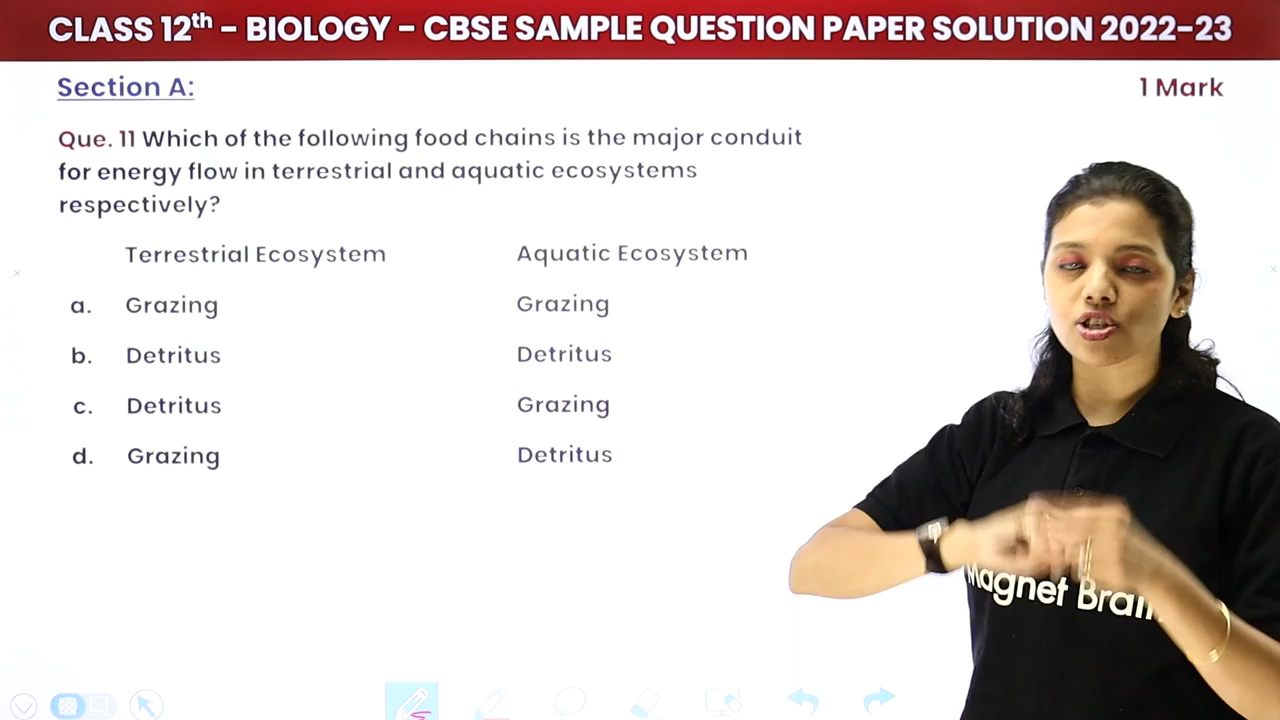 CLASS 12th - BIOLOGY - CBSE SAMPLE QUESTION PAPER SOLUTION 2022-23
Section A: 1 Mark
Que. 11 Which of the following food chains is the major conduit
for energy flow in terrestrial and aquatic ecosystems
respectively?
Terrestrial Ecosystem Aquatic Ecosystem
a. Grazing Grazing
b. Detritus Detritus
c. Detritus Grazing
d. Grazing Detritus
Magnet Brain